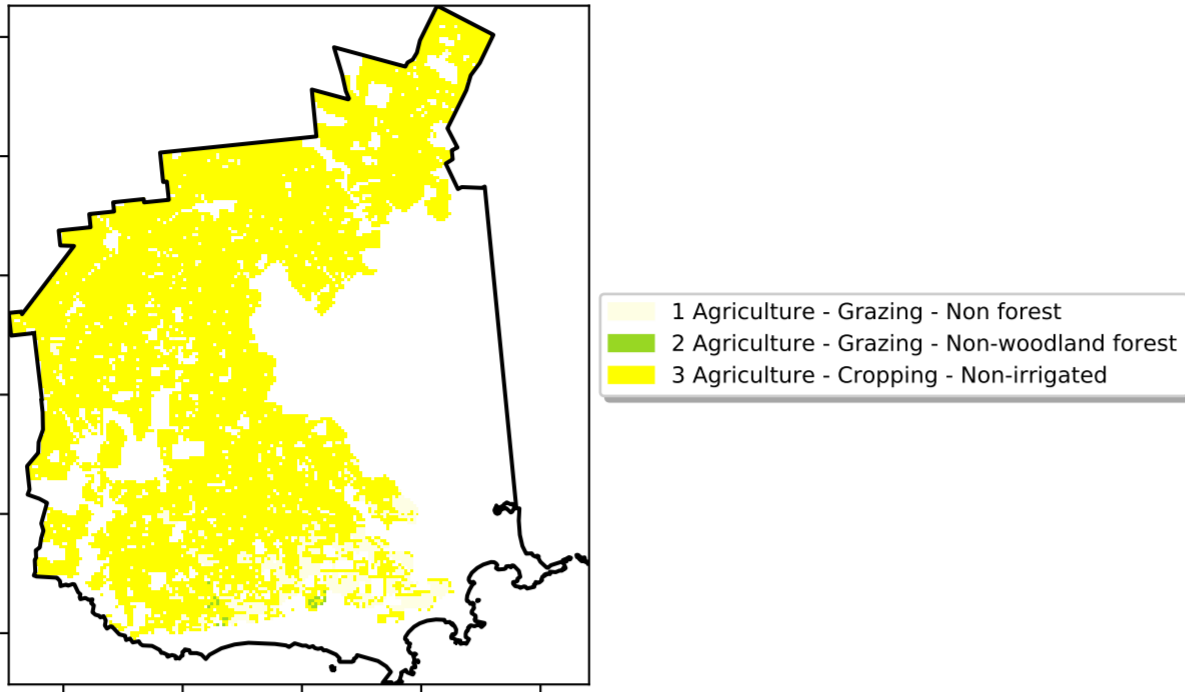 1 Agriculture - Grazing - Non forest
2 Agriculture - Grazing - Non-woodland forest
3 Agriculture - Cropping - Non-irrigated